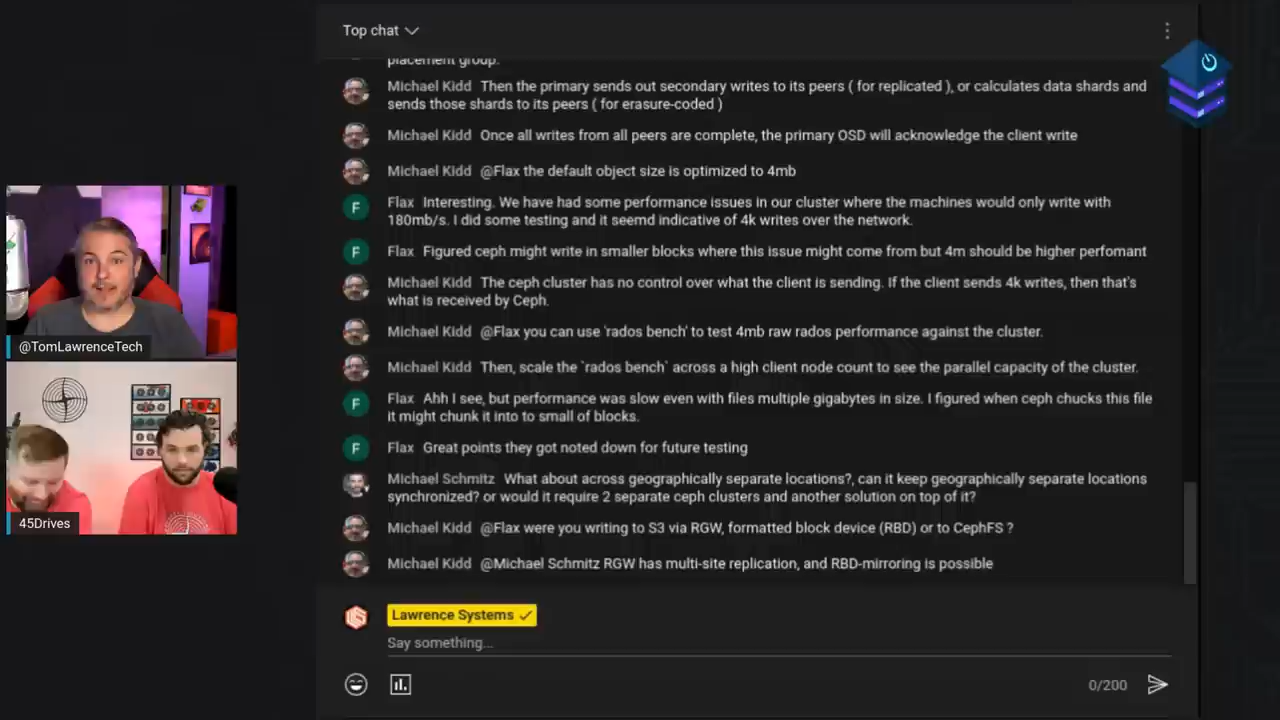 Top chat
placement group.
Michael Kidd Then the primary sends out secondary writes to its peers ( for replicated ), or calculates data shards and
sends those shards to its peers ( for erasure-coded )
Michael Kidd Once all writes from all peers are complete, the primary OSD will acknowledge the client write
Michael Kidd @Flax the default object size is optimized to 4mb
F Flax Interesting. We have had some performance issues in our cluster where the machines would only write with
180mb/s. I did some testing and it seemd indicative of 4k writes over the network.
F Flax Figured ceph might write in smaller blocks where this issue might come from but 4m should be higher perfomant
Michael Kidd The ceph cluster has no control over what the client is sending. If the client sends 4k writes, then that's
what is received by Ceph.
Michael Kidd @Flax you can use 'rados bench' to test 4mb raw rados performance against the cluster.
@TomLawrenceTech
Michael Kidd Then, scale the `rados bench` across a high client node count to see the parallel capacity of the cluster.
F Flax Ahh I see, but performance was slow even with files multiple gigabytes in size. I figured when ceph chucks this file
it might chunk it into to small of blocks.
F Flax Great points they got noted down for future testing
Michael Schmitz What about across geographically separate locations?, can it keep geographically separate locations
synchronized? or would it require 2 separate ceph clusters and another solution on top of it?
45Drives
Michael Kidd @Flax were you writing to S3 via RGW, formatted block device (RBD) or to CephFS ?
Michael Kidd @Michael Schmitz RGW has multi-site replication, and RBD-mirroring is possible
Lawrence Systems
Say something...
0/200